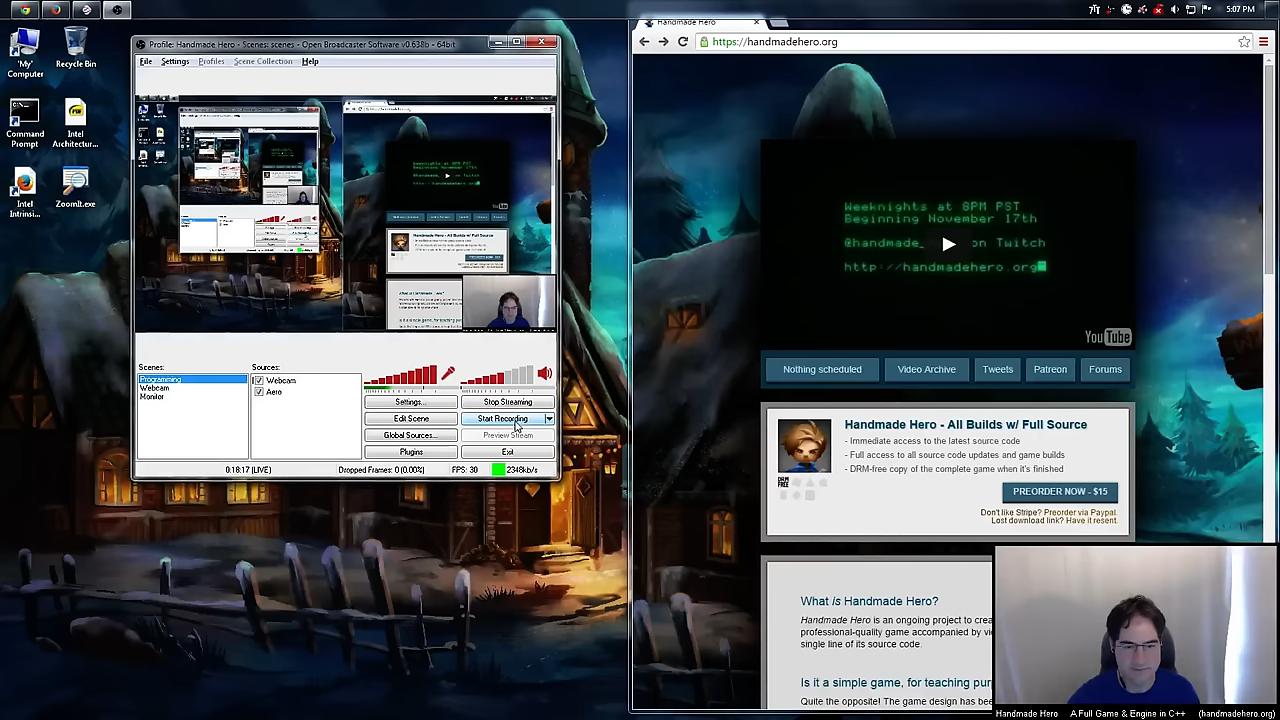 5:07 PM
'My'
Computer
Recycle Bin
Command
Prompt
Intel
Architectur...
Intel
Intrinsi...
ZoomIt.exe
Profile: Handmade Hero - Scenes: scenes - Open Broadcaster Software v0.638b - 64bit
File Settings Profiles Scene Collection Help
Scenes:
Programming
Webcam
Monitor
Sources:
Webcam
Aero
Settings...
Stop Streaming
Edit Scene
Start Recording
Global Sources...
Preview Stream
Plugins
Exit
0:18:17 (LIVE)
Dropped Frames: 0 (0.00%)
FPS: 30
2348kb/s
Handmade Hero
https://handmadehero.org
Weeknights at 8PM PST
Beginning November 17th
@handmade_ on Twitch
http://handmadehero.org
YouTube
Nothing scheduled
Video Archive
Tweets
Patreon
Forums
Handmade Hero - All Builds w/ Full Source
- Immediate access to the latest source code
- Full access to all source code updates and game builds
- DRM-free copy of the complete game when it's finished
DRM
FREE
PREORDER NOW - $15
Don't like Stripe? Preorder via Paypal.
Lost download link? Have it resent.
What is Handmade Hero?
Handmade Hero is an ongoing project to crea
professional-quality game accompanied by vi
single line of its source code.
Is it a simple game, for teaching pur
Quite the opposite! The game design has bee
Handmade Hero A Full Game & Engine in C++ (handmadehero.org)